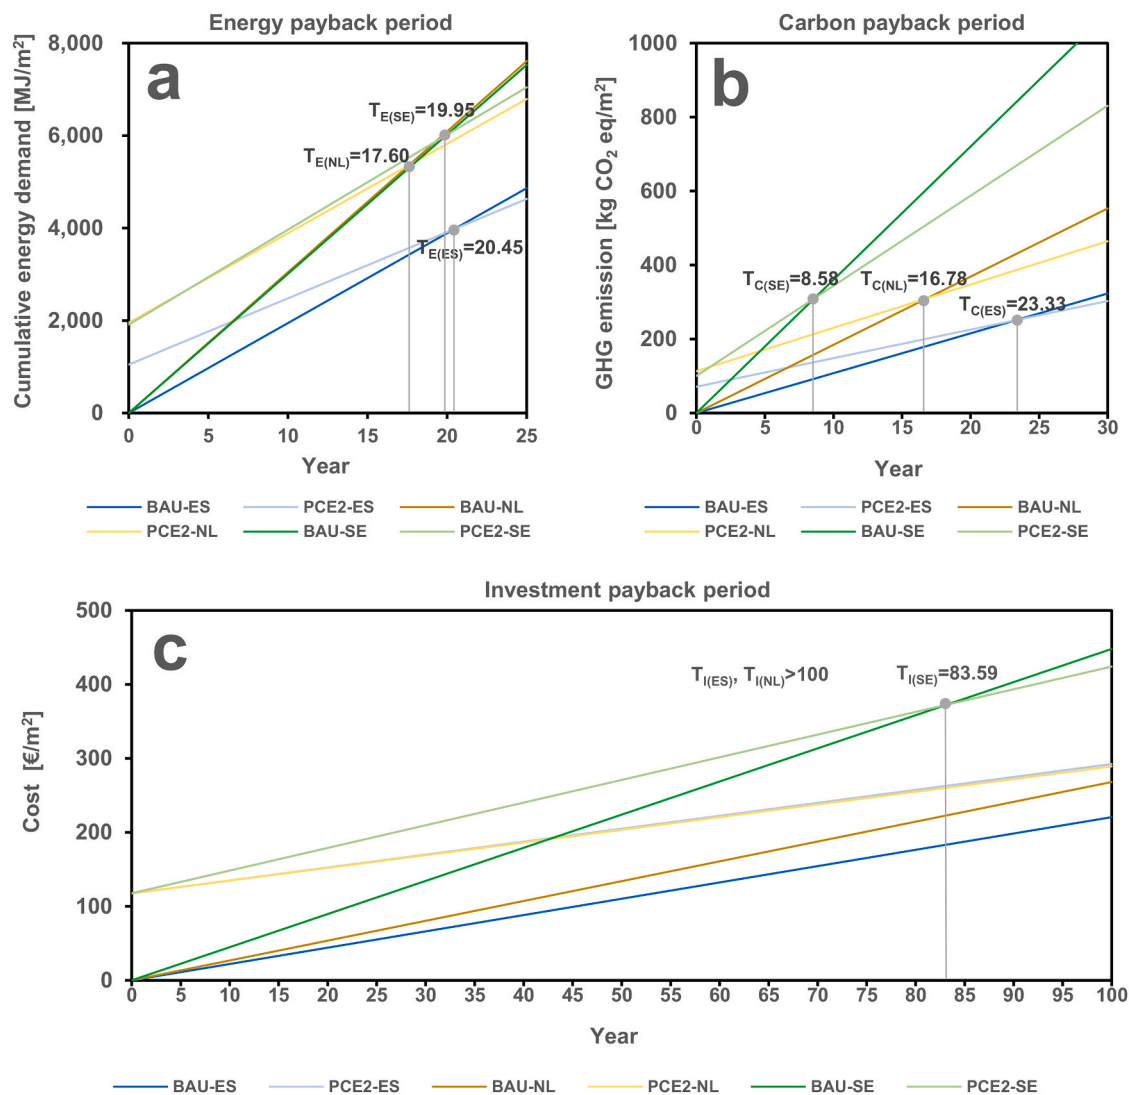 Energy payback period
Carbon payback period
a
b
Cumulative energy demand [MJ/m²]
8,000
6,000
4,000
2,000
0
T_E(SE)=19.95
T_E(NL)=17.60
T_E(ES)=20.45
0 5 10 15 20 25
Year
GHG emission [kg CO₂ eq/m²]
1000
800
600
400
200
0
T_C(SE)=8.58
T_C(NL)=16.78
T_C(ES)=23.33
0 5 10 15 20 25 30
Year
BAU-ES PCE2-ES BAU-NL
PCE2-NL BAU-SE PCE2-SE
BAU-ES PCE2-ES BAU-NL
PCE2-NL BAU-SE PCE2-SE
Investment payback period
c
Cost [€/m²]
500
400
300
200
100
0
T_I(ES), T_I(NL)>100
T_I(SE)=83.59
0 5 10 15 20 25 30 35 40 45 50 55 60 65 70 75 80 85 90 95 100
Year
BAU-ES PCE2-ES BAU-NL PCE2-NL BAU-SE PCE2-SE